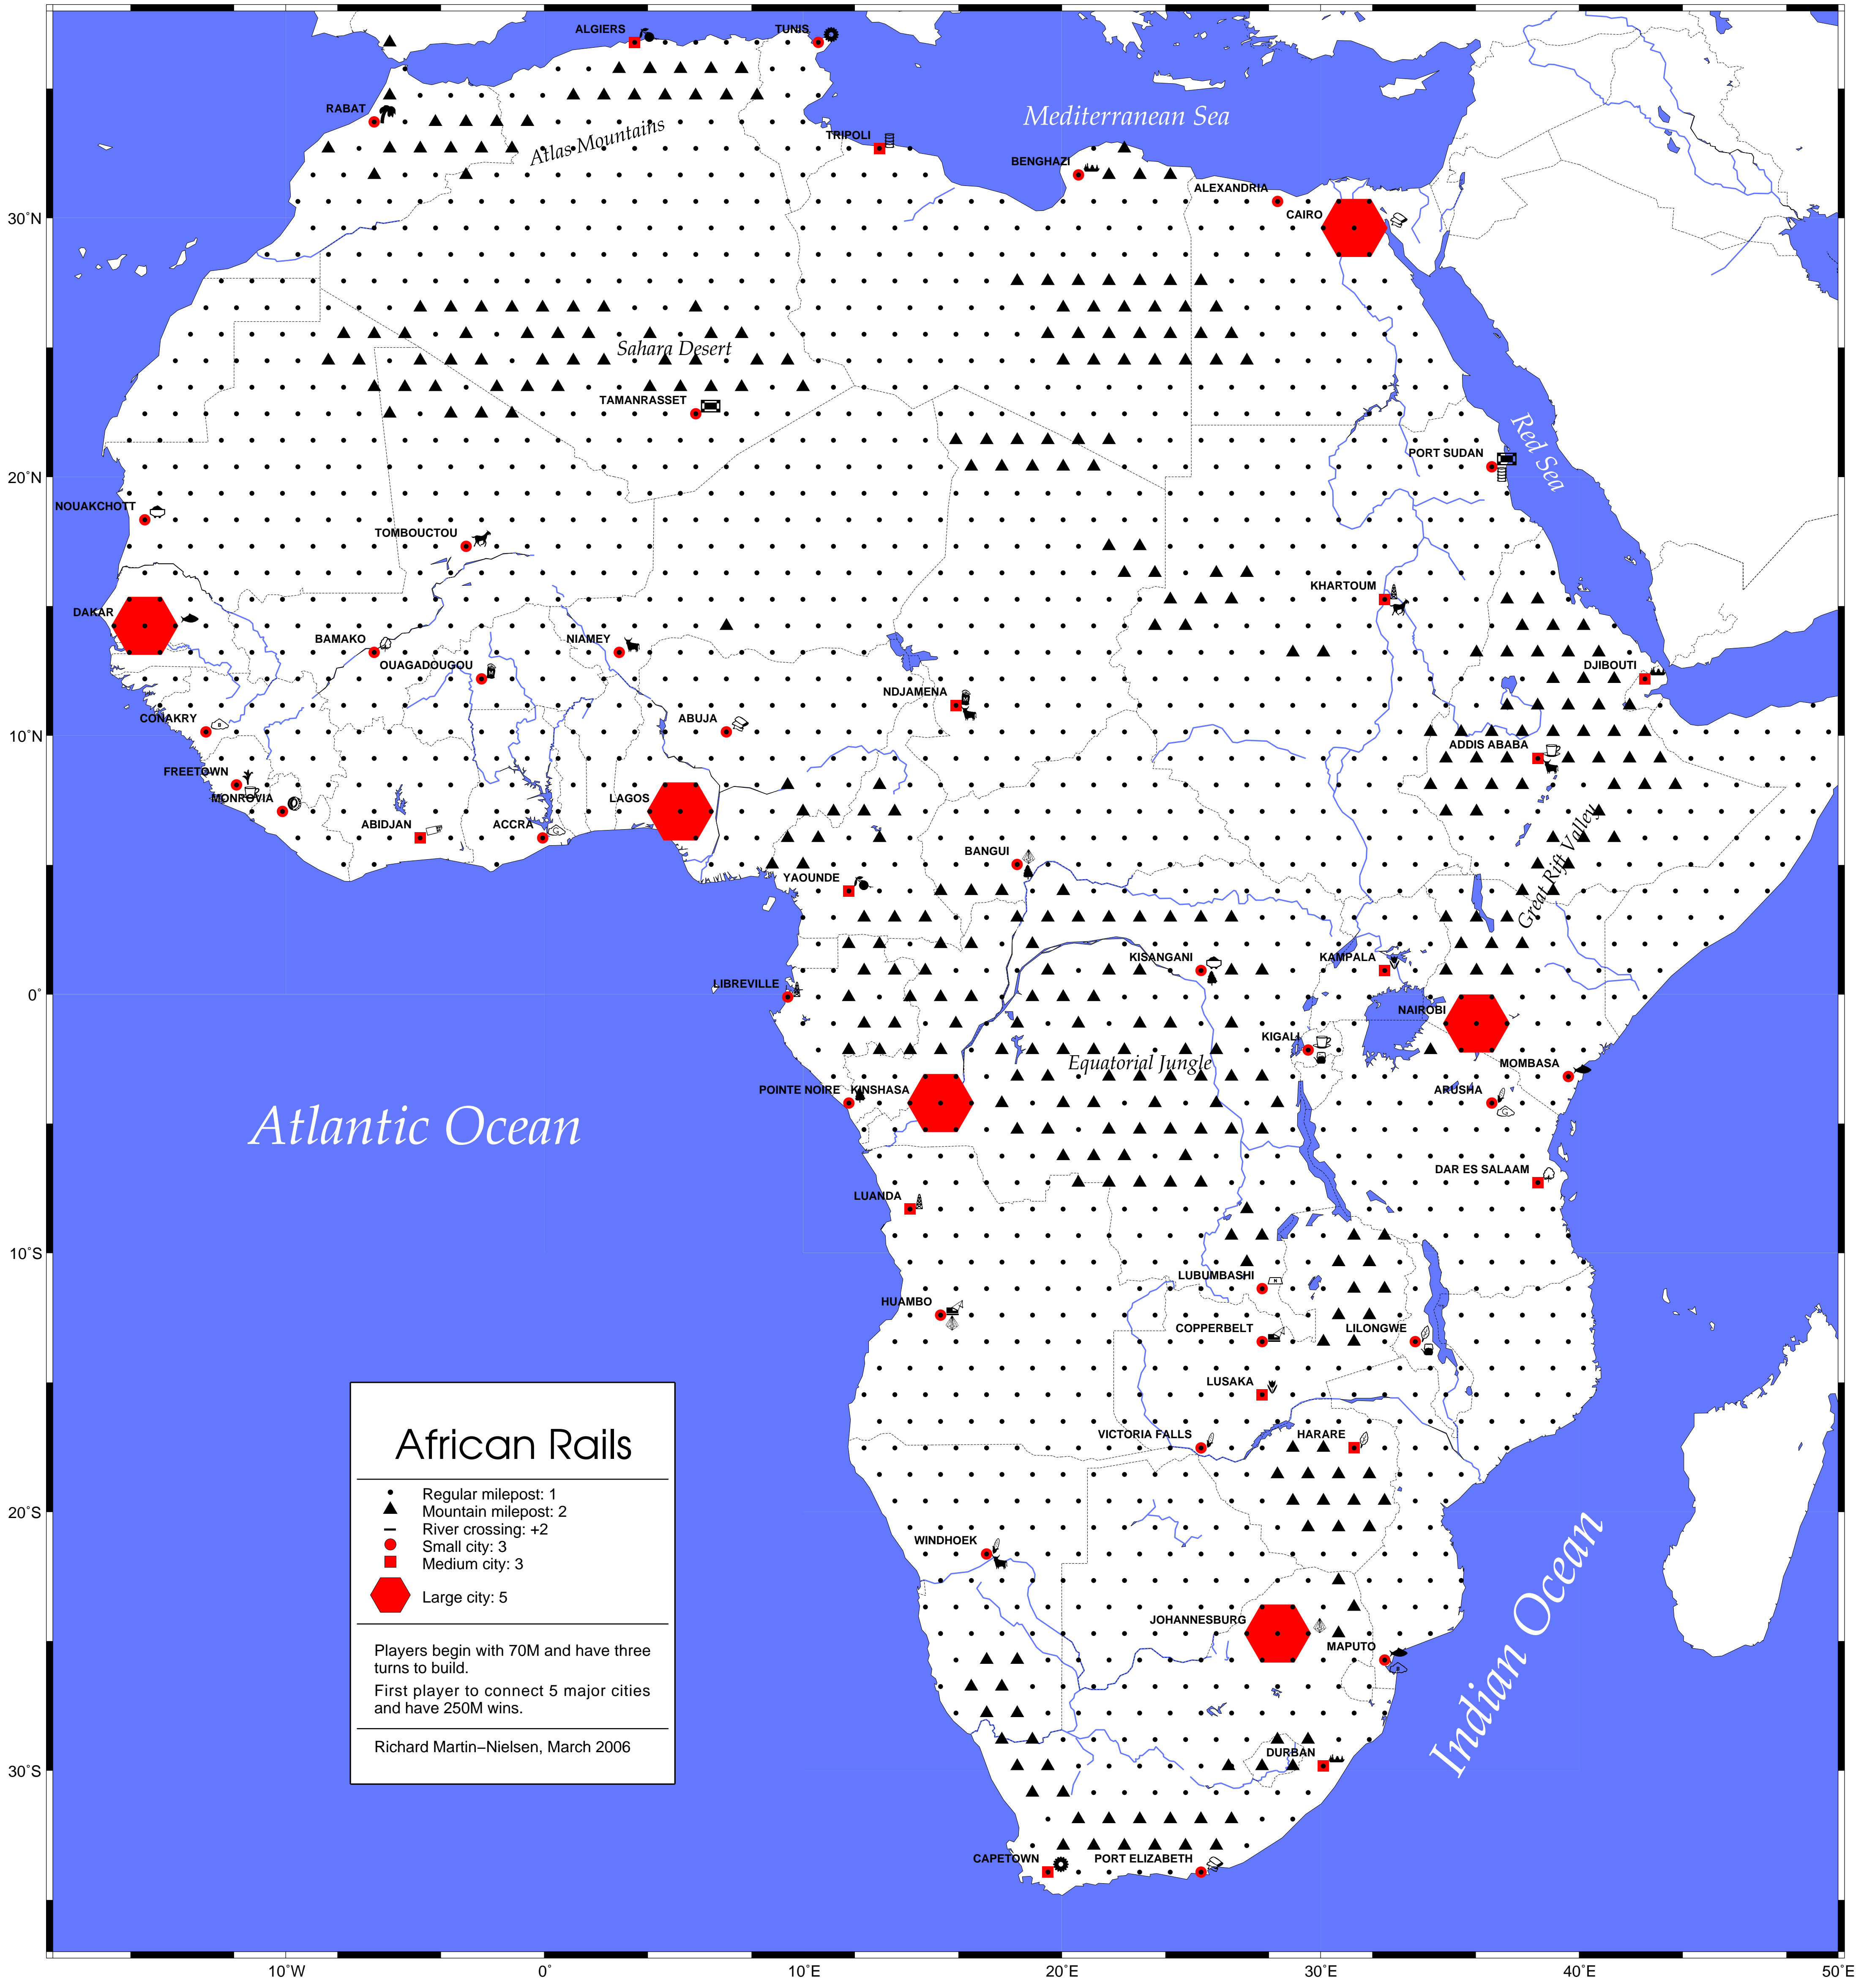 ALGIERS
TUNIS
RABAT
Mediterranean Sea
Atlas Mountains
TRIPOLI
BENGHAZI
ALEXANDRIA
CAIRO
30°N
Sahara Desert
TAMANRASSET
Red Sea
PORT SUDAN
20°N
NOUAKCHOTT
TOMBOUCTOU
KHARTOUM
DAKAR
BAMAKO
NIAMEY
OUAGADOUGOU
DJIBOUTI
NDJAMENA
CONAKRY
ABUJA
10°N
ADDIS ABABA
FREETOWN
MONROVIA
LAGOS
ABIDJAN
ACCRA
Great Rift Valley
BANGUI
YAOUNDE
KISANGANI
KAMPALA
LIBREVILLE
0°
NAIROBI
KIGALI
Equatorial Jungle
MOMBASA
POINTE NOIRE
KINSHASA
ARUSHA
Atlantic Ocean
DAR ES SALAAM
LUANDA
10°S
LUBUMBASHI
HUAMBO
COPPERBELT
LILONGWE
LUSAKA
VICTORIA FALLS
HARARE
African Rails
Regular milepost: 1
Mountain milepost: 2
River crossing: +2
Small city: 3
Medium city: 3
Large city: 5
Players begin with 70M and have three
turns to build.
First player to connect 5 major cities
and have 250M wins.
Richard Martin–Nielsen, March 2006
20°S
WINDHOEK
Indian Ocean
JOHANNESBURG
MAPUTO
DURBAN
30°S
CAPETOWN
PORT ELIZABETH
10°W
0°
10°E
20°E
30°E
40°E
50°E